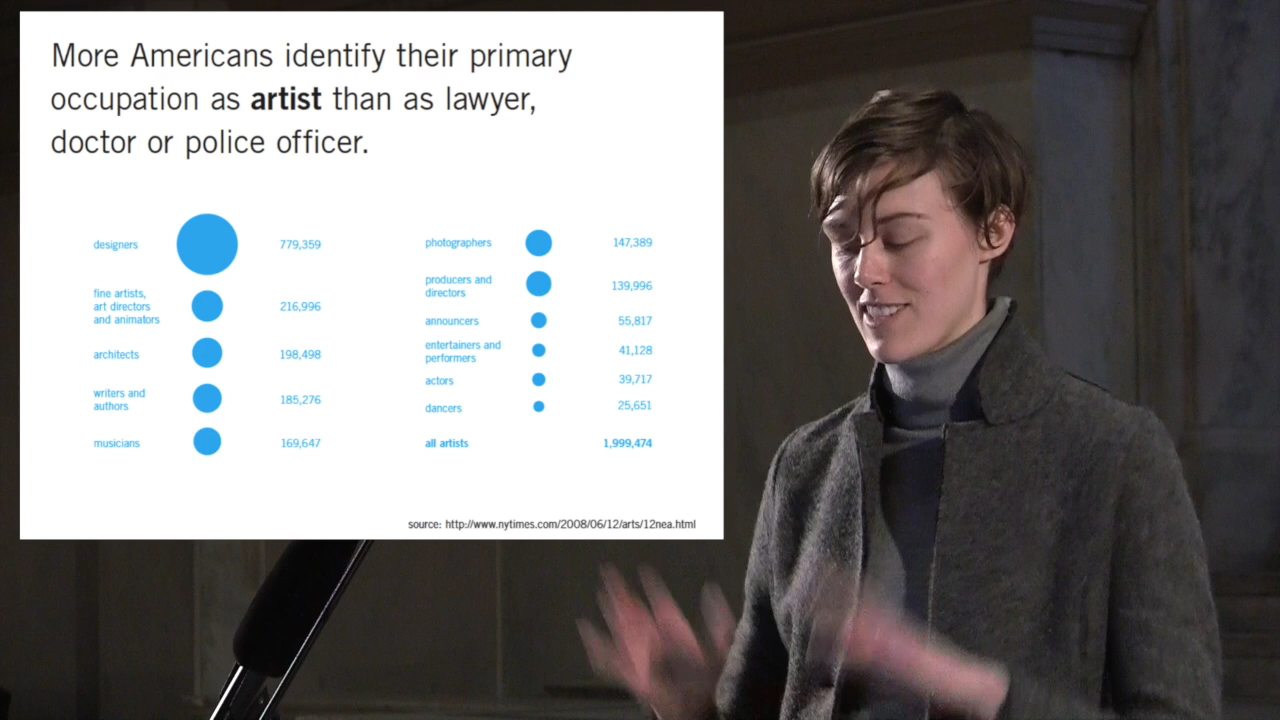 More Americans identify their primary
occupation as artist than as lawyer,
doctor or police officer.
designers 779,359
fine artists,
art directors
and animators 216,996
architects 198,498
writers and
authors 185,276
musicians 169,647
photographers 147,389
producers and
directors 139,996
announcers 55,817
entertainers and
performers 41,128
actors 39,717
dancers 25,651
all artists 1,999,474
source: http://www.nytimes.com/2008/06/12/arts/12nea.html